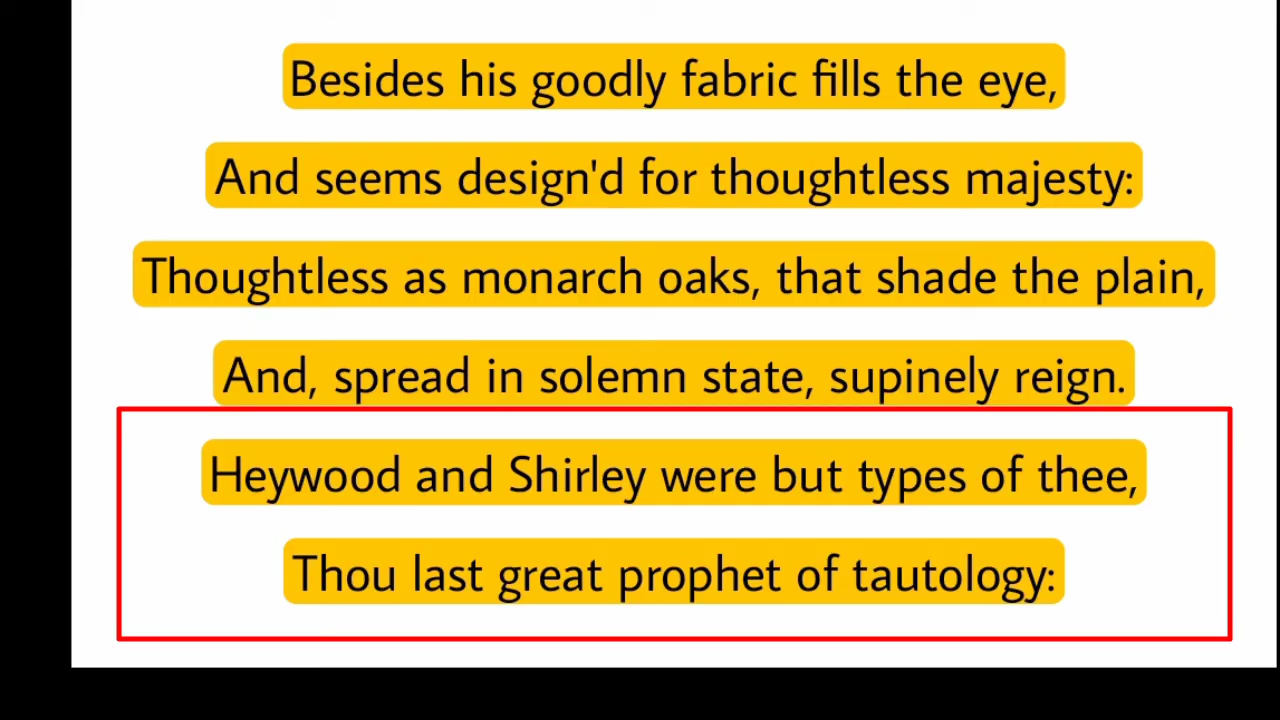 Besides his goodly fabric fills the eye,
And seems design'd for thoughtless majesty:
Thoughtless as monarch oaks, that shade the plain,
And, spread in solemn state, supinely reign.
Heywood and Shirley were but types of thee,
Thou last great prophet of tautology: